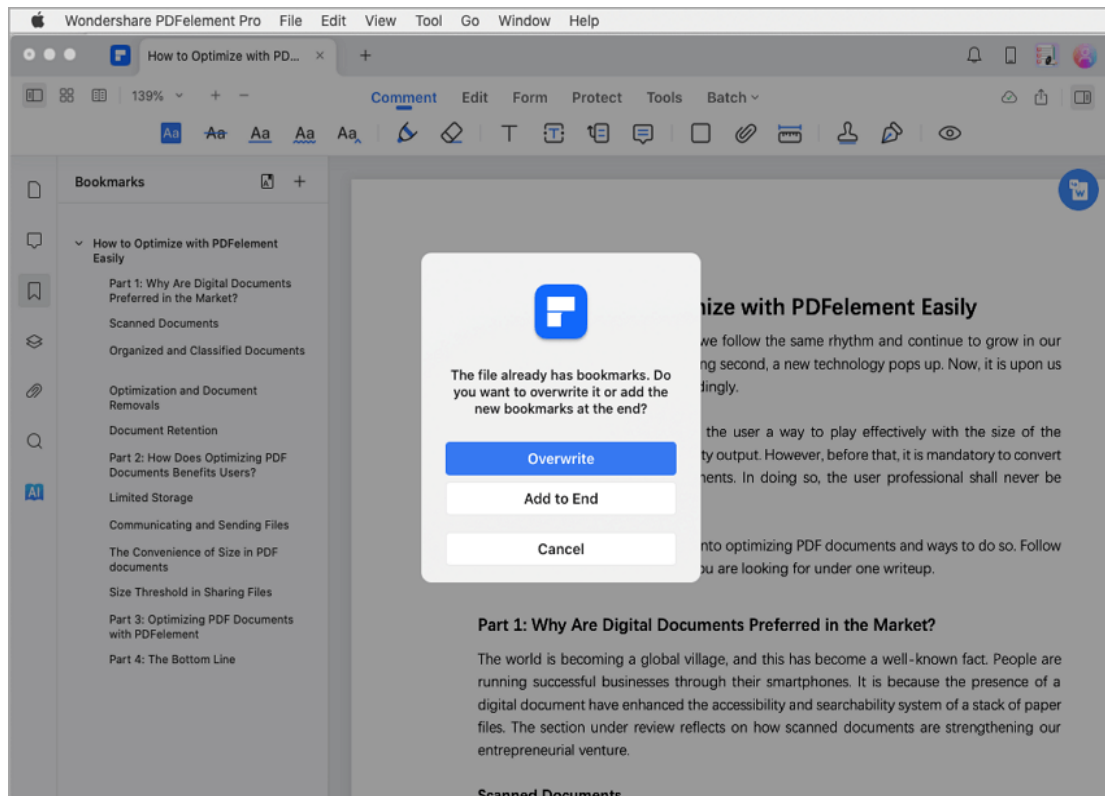 Wondershare PDFelement Pro File Edit View Tool Go Window Help
How to Optimize with PD... × +
139% + −
Comment Edit Form Protect Tools Batch
Aa Aa Aa Aa Aa T T
Bookmarks A +
How to Optimize with PDFelement
Easily
Part 1: Why Are Digital Documents
Preferred in the Market?
Scanned Documents
Organized and Classified Documents
Optimization and Document
Removals
Document Retention
Part 2: How Does Optimizing PDF
Documents Benefits Users?
Limited Storage
Communicating and Sending Files
The Convenience of Size in PDF
documents
Size Threshold in Sharing Files
Part 3: Optimizing PDF Documents
with PDFelement
Part 4: The Bottom Line
AI
W
The file already has bookmarks. Do
you want to overwrite it or add the
new bookmarks at the end?
Overwrite
Add to End
Cancel
ize with PDFelement Easily
we follow the same rhythm and continue to grow in our
ng second, a new technology pops up. Now, it is upon us
dingly.
the user a way to play effectively with the size of the
ty output. However, before that, it is mandatory to convert
ments. In doing so, the user professional shall never be
nto optimizing PDF documents and ways to do so. Follow
ou are looking for under one writeup.
Part 1: Why Are Digital Documents Preferred in the Market?
The world is becoming a global village, and this has become a well-known fact. People are
running successful businesses through their smartphones. It is because the presence of a
digital document have enhanced the accessibility and searchability system of a stack of paper
files. The section under review reflects on how scanned documents are strengthening our
entrepreneurial venture.
Scanned Documents